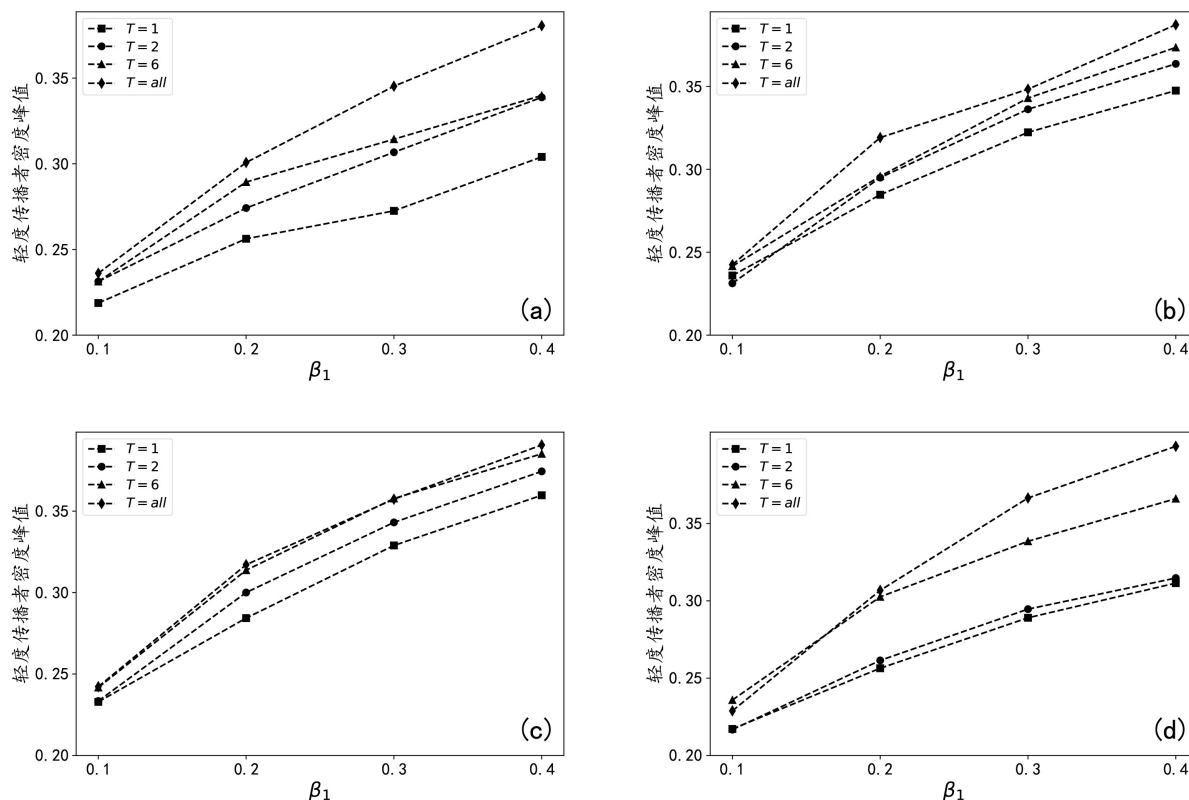 T = 1
T = 2
T = 6
T = all
轻度传播者密度峰值
0.35
0.30
0.25
0.20
0.1 0.2 0.3 0.4
β₁
(a)
T = 1
T = 2
T = 6
T = all
轻度传播者密度峰值
0.35
0.30
0.25
0.20
0.1 0.2 0.3 0.4
β₁
(b)
T = 1
T = 2
T = 6
T = all
轻度传播者密度峰值
0.35
0.30
0.25
0.20
0.1 0.2 0.3 0.4
β₁
(c)
T = 1
T = 2
T = 6
T = all
轻度传播者密度峰值
0.35
0.30
0.25
0.20
0.1 0.2 0.3 0.4
β₁
(d)